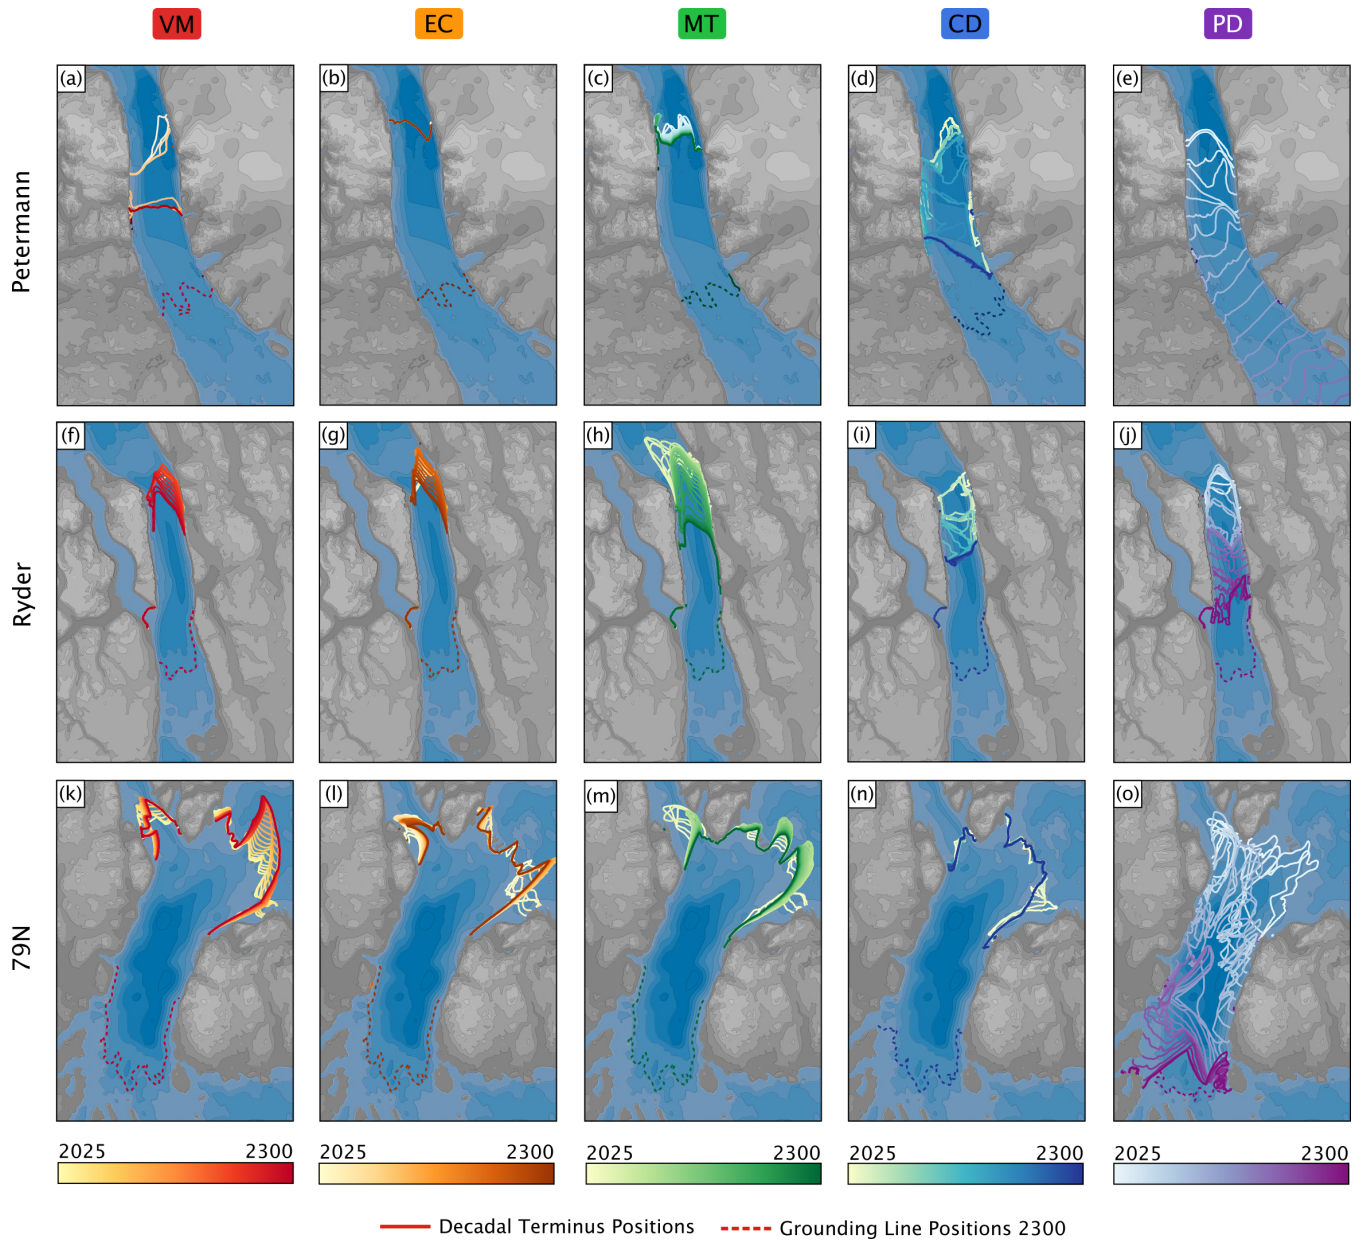 VM EC MT CD PD
Petermann
(a) (b) (c) (d) (e)
Ryder
(f) (g) (h) (i) (j)
79N
(k) (l) (m) (n) (o)
2025 2300 2025 2300 2025 2300 2025 2300 2025 2300
Decadal Terminus Positions Grounding Line Positions 2300